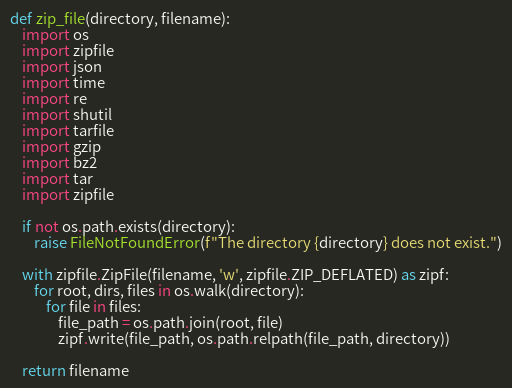 def zip_file(directory, filename):
    import os
    import zipfile
    import json
    import time
    import re
    import shutil
    import tarfile
    import gzip
    import bz2
    import tar
    import zipfile

    if not os.path.exists(directory):
        raise FileNotFoundError(f"The directory {directory} does not exist.")

    with zipfile.ZipFile(filename, 'w', zipfile.ZIP_DEFLATED) as zipf:
        for root, dirs, files in os.walk(directory):
            for file in files:
                file_path = os.path.join(root, file)
                zipf.write(file_path, os.path.relpath(file_path, directory))

    return filename